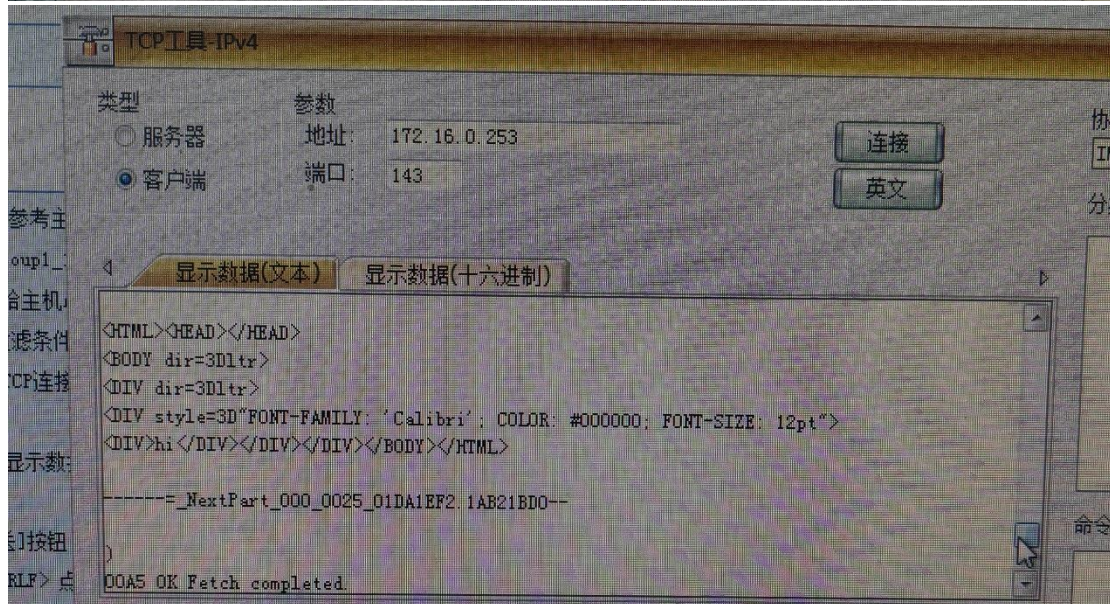 TCP工具-IPv4
类型
参数
服务器
地址:
172.16.0.253
连接
客户端
端口:
143
英文
显示数据(文本)
显示数据(十六进制)
<HTML><HEAD></HEAD>
<BODY dir=3Dltr>
<DIV dir=3Dltr>
<DIV style=3D"FONT-FAMILY: 'Calibri'; COLOR: #000000; FONT-SIZE: 12pt">
<DIV>hi</DIV></DIV></DIV></BODY></HTML>
------=_NextPart_000_0025_01DA1EF2.1AB21BD0--
)
00A5 OK Fetch completed.
参考主
oup1_
滤条件
TCP连接
显示数
]按钮
RLF> 点
命令